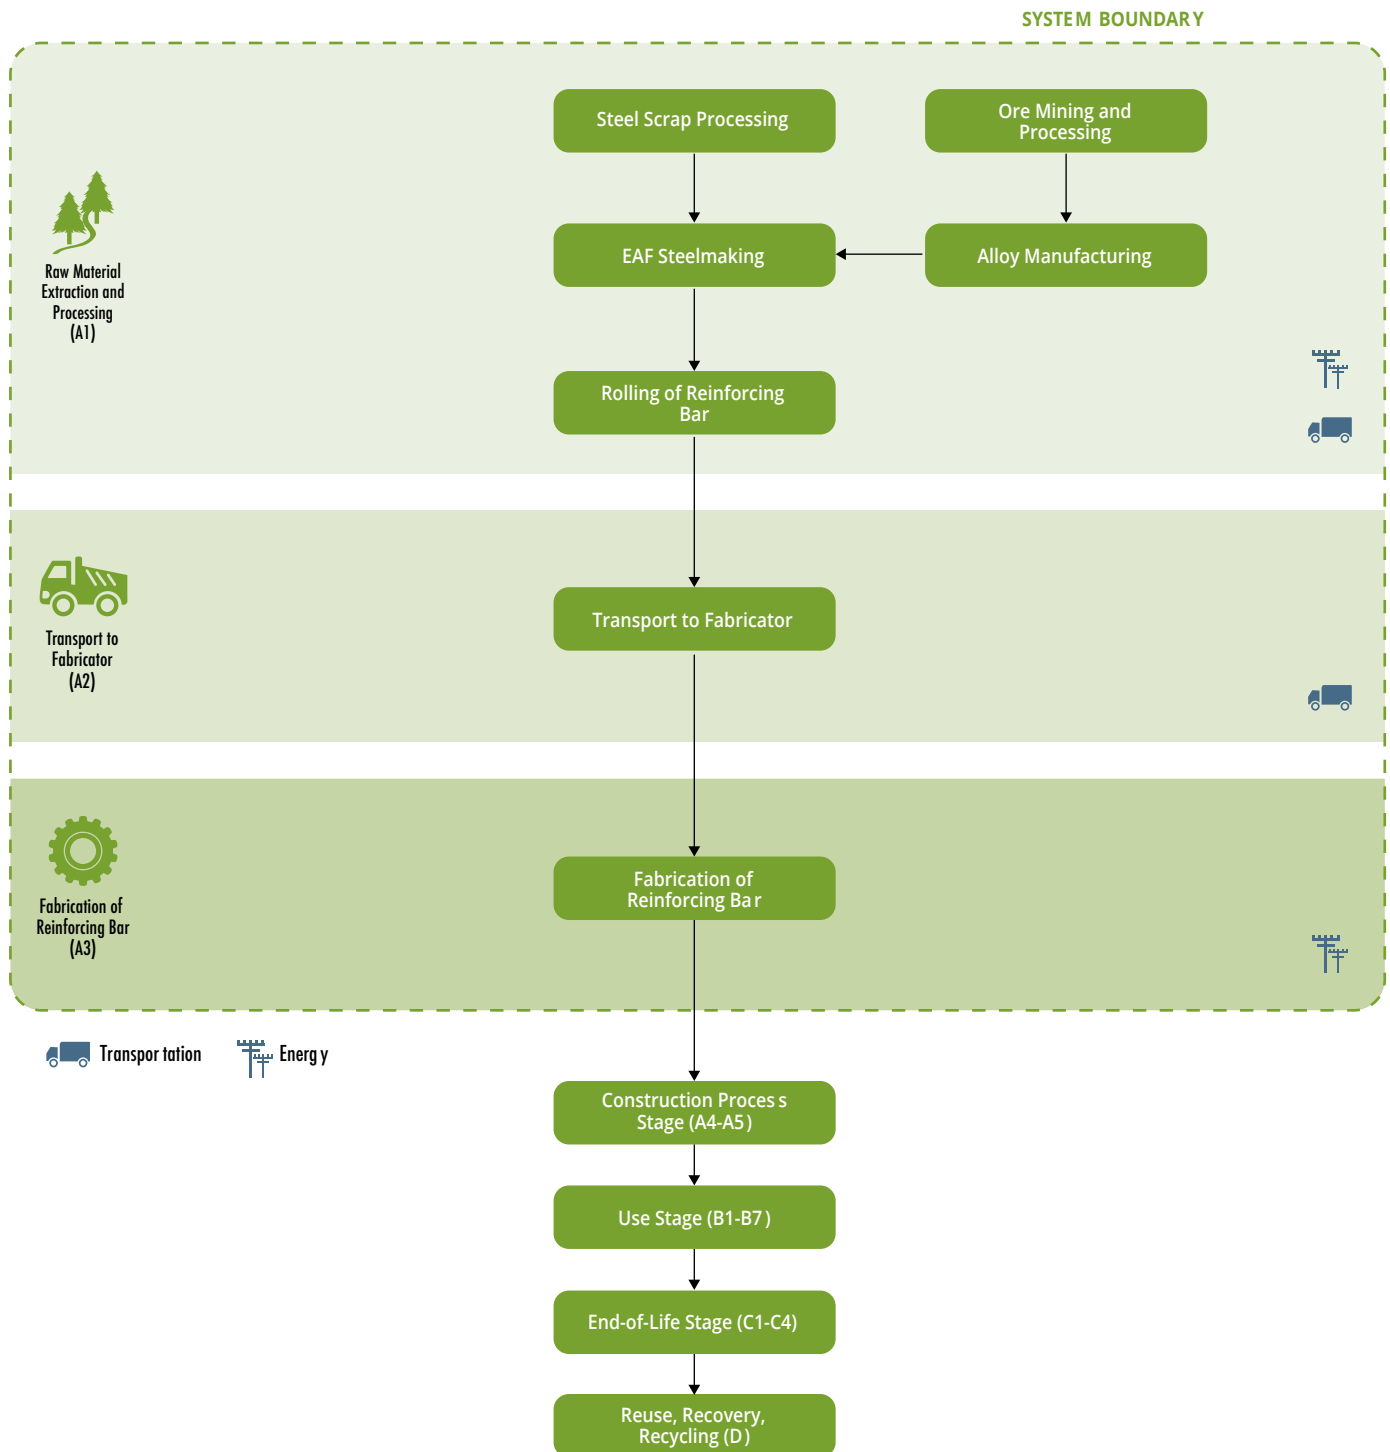 SYSTEM BOUNDARY
Steel Scrap Processing
Ore Mining and
Processing
Raw Material
Extraction and
Processing
(A1)
EAF Steelmaking
Alloy Manufacturing
Rolling of Reinforcing
Bar
Transport to
Fabricator
(A2)
Transport to Fabricator
Fabrication of
Reinforcing Bar
(A3)
Fabrication of
Reinforcing Bar
Transportation
Energy
Construction Process
Stage (A4-A5)
Use Stage (B1-B7)
End-of-Life Stage (C1-C4)
Reuse, Recovery,
Recycling (D)